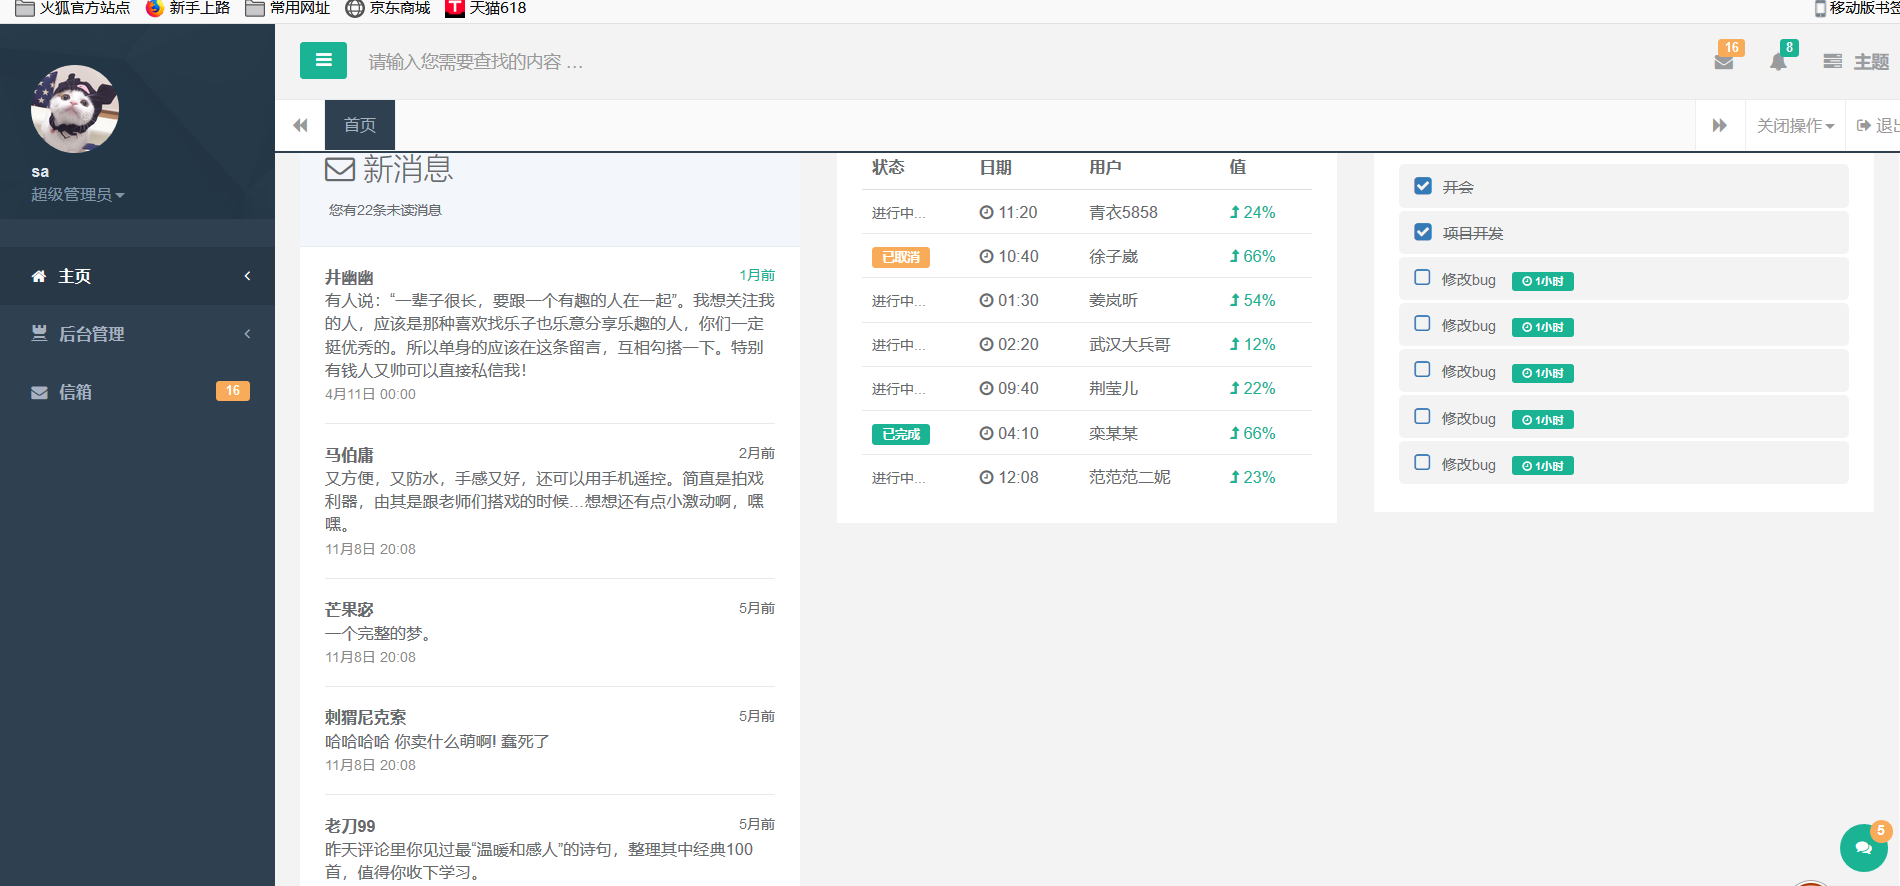 火狐官方站点 新手上路 常用网址 京东商城 天猫618 移动版书签
请输入您需要查找的内容 …
16 8 主题
首页 关闭操作 退出
sa
超级管理员
主页
后台管理
信箱 16
新消息
您有22条未读消息
井幽幽 1月前
有人说：“一辈子很长，要跟一个有趣的人在一起”。我想关注我
的人，应该是那种喜欢找乐子也乐意分享乐趣的人，你们一定
挺优秀的。所以单身的应该在这条留言，互相勾搭一下。特别
有钱人又帅可以直接私信我！
4月11日 00:00
马伯庸 2月前
又方便，又防水，手感又好，还可以用手机遥控。简直是拍戏
利器，由其是跟老师们搭戏的时候…想想还有点小激动啊，嘿
嘿。
11月8日 20:08
芒果宓 5月前
一个完整的梦。
11月8日 20:08
刺猬尼克索 5月前
哈哈哈哈 你卖什么萌啊! 蠢死了
11月8日 20:08
老刀99 5月前
昨天评论里你见过最“温暖和感人”的诗句，整理其中经典100
首，值得你收下学习。
状态 日期 用户 值
进行中... 11:20 青衣5858 24%
已取消 10:40 徐子崴 66%
进行中... 01:30 姜岚昕 54%
进行中... 02:20 武汉大兵哥 12%
进行中... 09:40 荆莹儿 22%
已完成 04:10 栾某某 66%
进行中... 12:08 范范范二妮 23%
开会
项目开发
修改bug 1小时
修改bug 1小时
修改bug 1小时
修改bug 1小时
修改bug 1小时
5